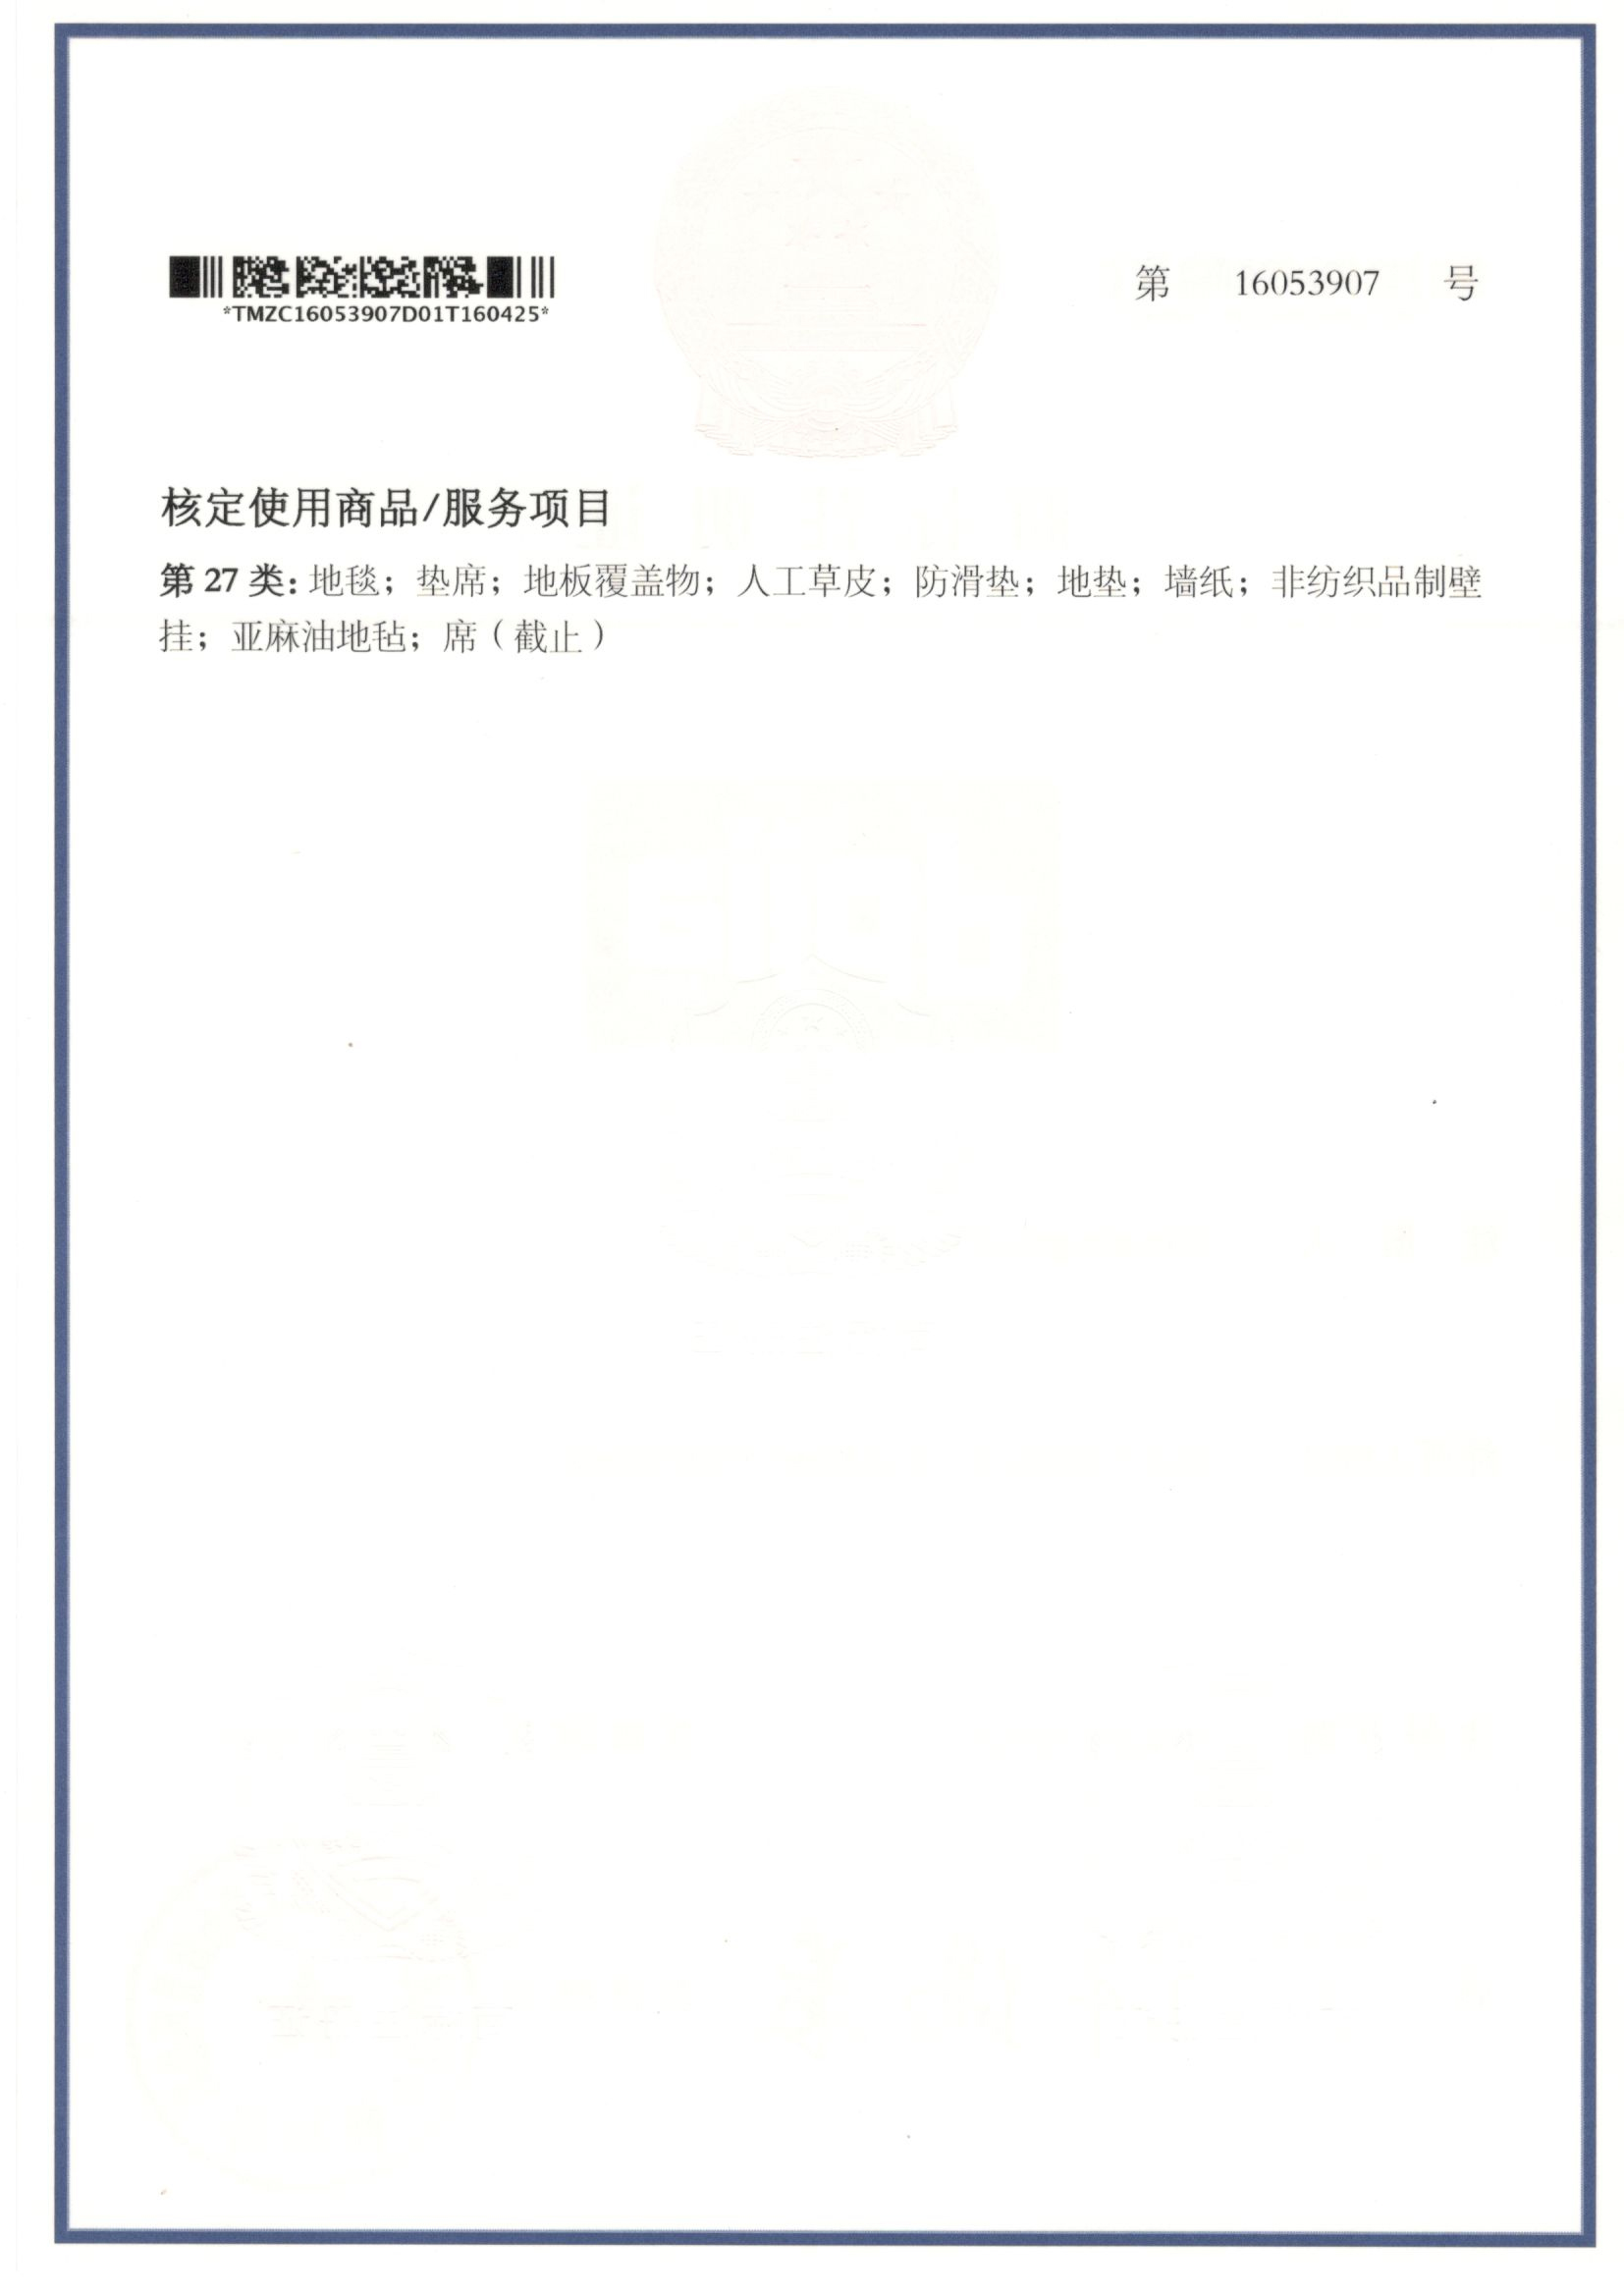 *TMZC16053907D01T160425*
第 16053907 号
核定使用商品/服务项目
第 27 类: 地毯；垫席；地板覆盖物；人工草皮；防滑垫；地垫；墙纸；非纺织品制壁
挂；亚麻油地毡；席（截止）